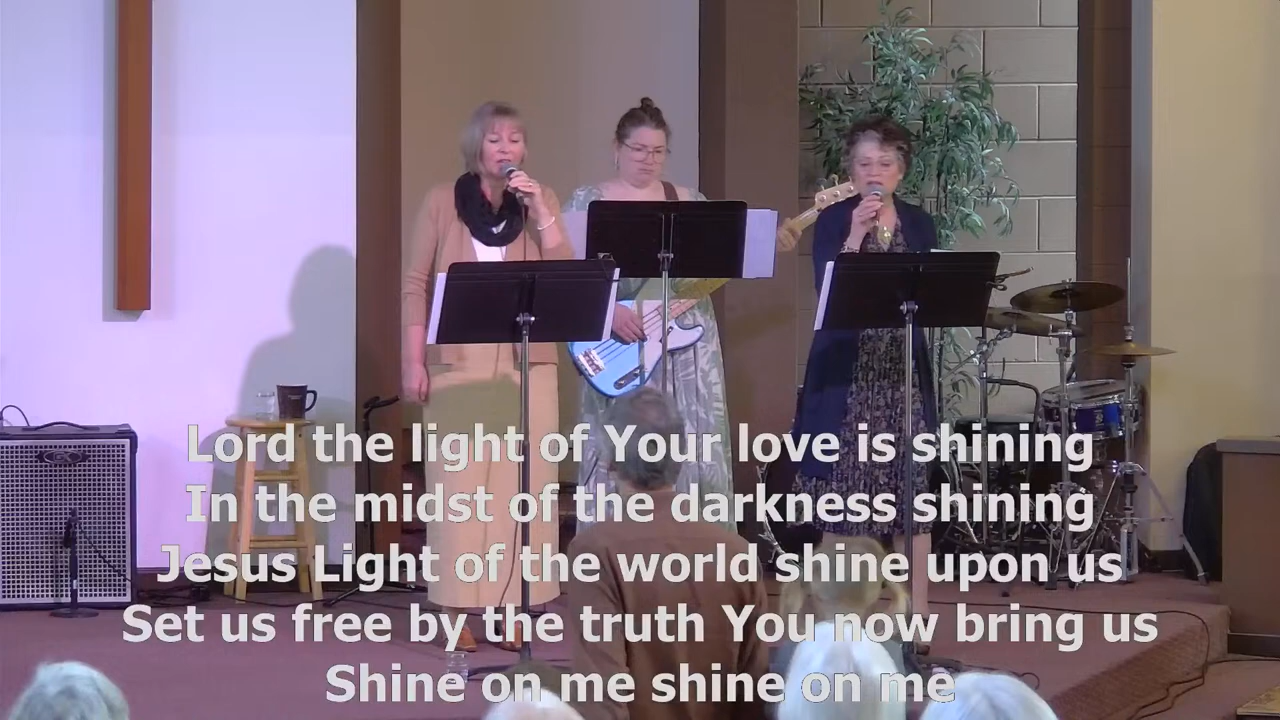 Lord the light of Your love is shining
In the midst of the darkness shining
Jesus Light of the world shine upon us
Set us free by the truth You now bring us
Shine on me shine on me